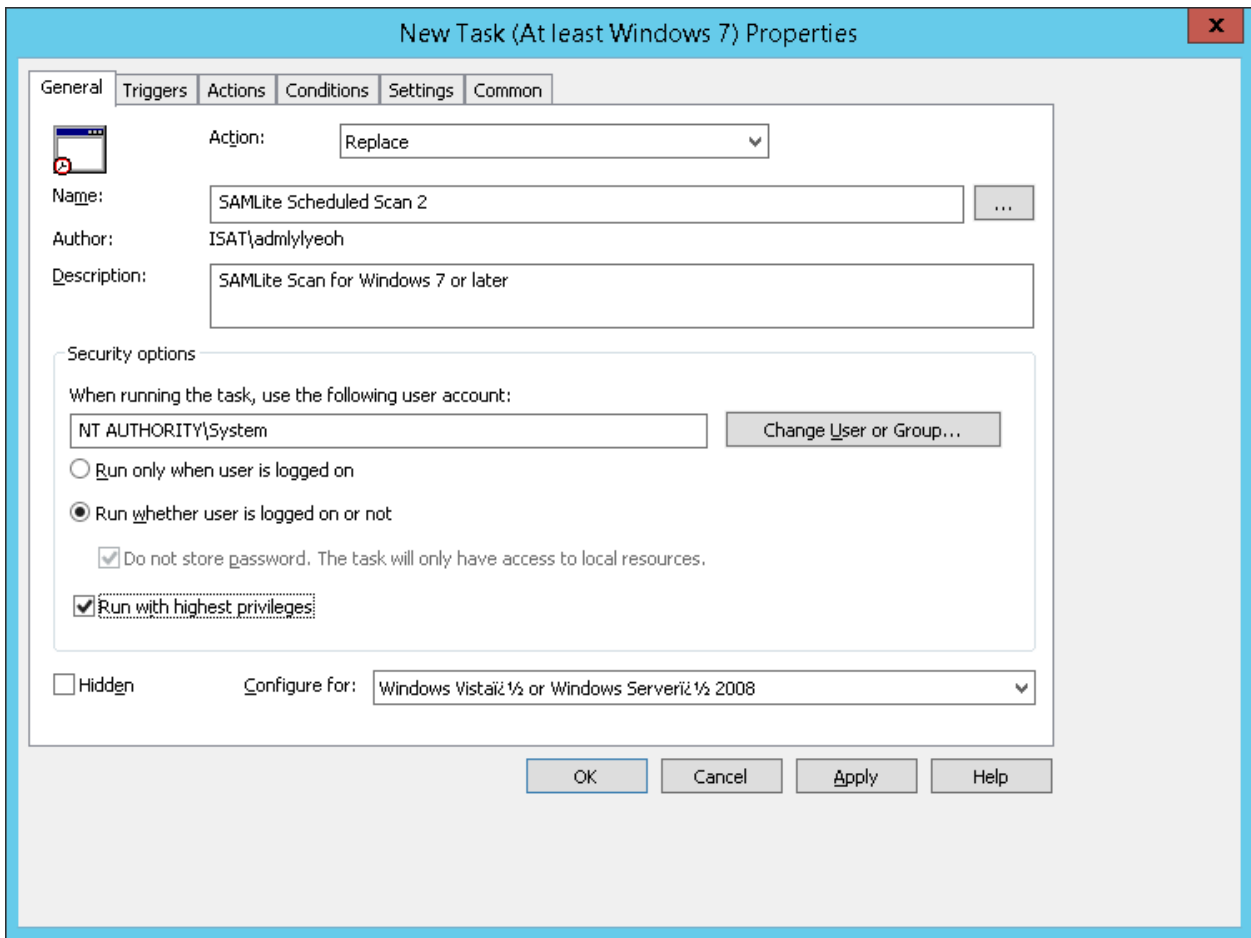 New Task (At least Windows 7) Properties
x
General Triggers Actions Conditions Settings Common
Action: Replace
Name: SAMLite Scheduled Scan 2 ...
Author: ISAT\admlylyeoh
Description: SAMLite Scan for Windows 7 or later
Security options
When running the task, use the following user account:
NT AUTHORITY\System Change User or Group...
Run only when user is logged on
Run whether user is logged on or not
Do not store password. The task will only have access to local resources.
Run with highest privileges
Hidden Configure for: Windows Vistaï¿½ or Windows Serverï¿½ 2008
OK Cancel Apply Help